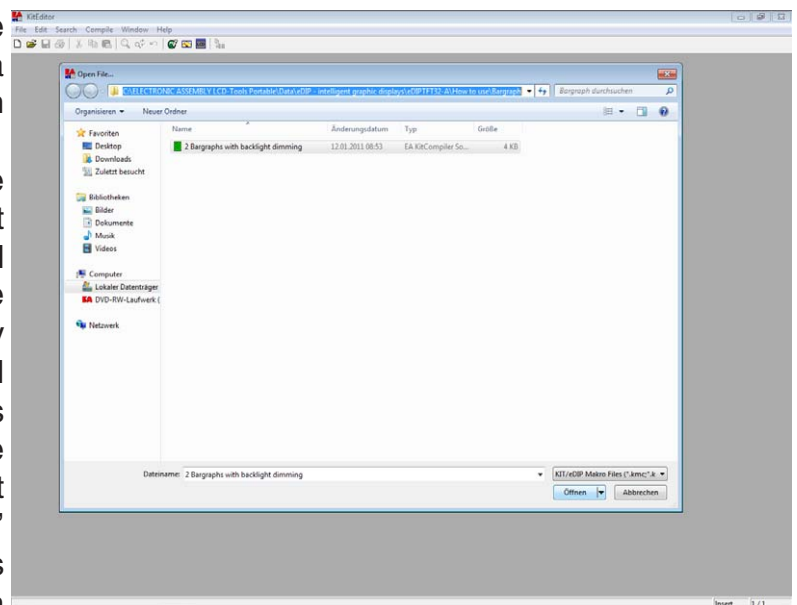 KitEditor
File Edit Search Compile Window Help
Open File...
C:\ELECTRONIC ASSEMBLY LCD-Tools Portable\Data\eDIP - intelligent graphic displays\eDIPTFT32-A\How to use\Bargraph
Bargraph durchsuchen
Organisieren Neuer Ordner
Name Änderungsdatum Typ Größe
2 Bargraphs with backlight dimming 12.01.2011 08:53 EA KitCompiler So... 4 KB
Favoriten
Desktop
Downloads
Zuletzt besucht
Bibliotheken
Bilder
Dokumente
Musik
Videos
Computer
Lokaler Datenträger
DVD-RW-Laufwerk (
Netzwerk
Dateiname: 2 Bargraphs with backlight dimming
KIT/eDIP Makro Files (*.kmc;*.k
Öffnen Abbrechen
Insert 1 / 1